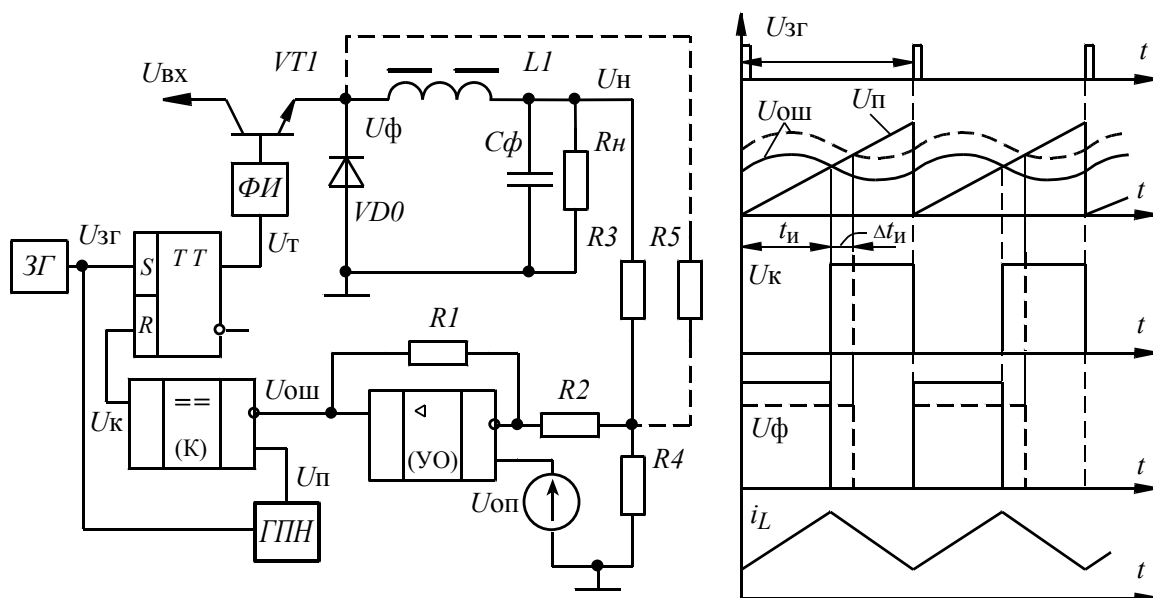 Uвх
VT1
L1
Uн
Uф
Cф
Rн
ФИ
VD0
Uт
R3
R5
ЗГ
Uзг
S
T T
R
R1
Uк
==
(К)
Uош
(УО)
R2
R4
Uп
Uоп
ГПН
Uзг
t
Uош
Uп
t
tи
Δtи
Uк
t
Uф
t
iL
t